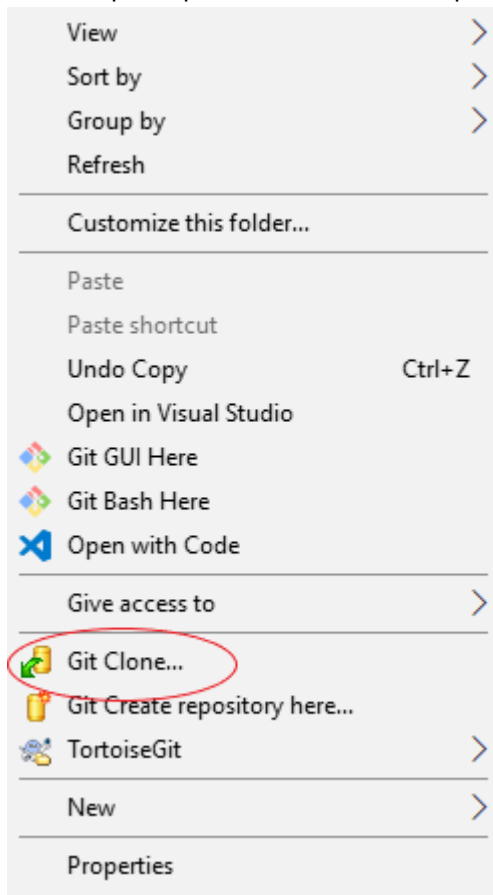 View
Sort by
Group by
Refresh
Customize this folder...
Paste
Paste shortcut
Undo Copy Ctrl+Z
Open in Visual Studio
Git GUI Here
Git Bash Here
Open with Code
Give access to
Git Clone...
Git Create repository here...
TortoiseGit
New
Properties